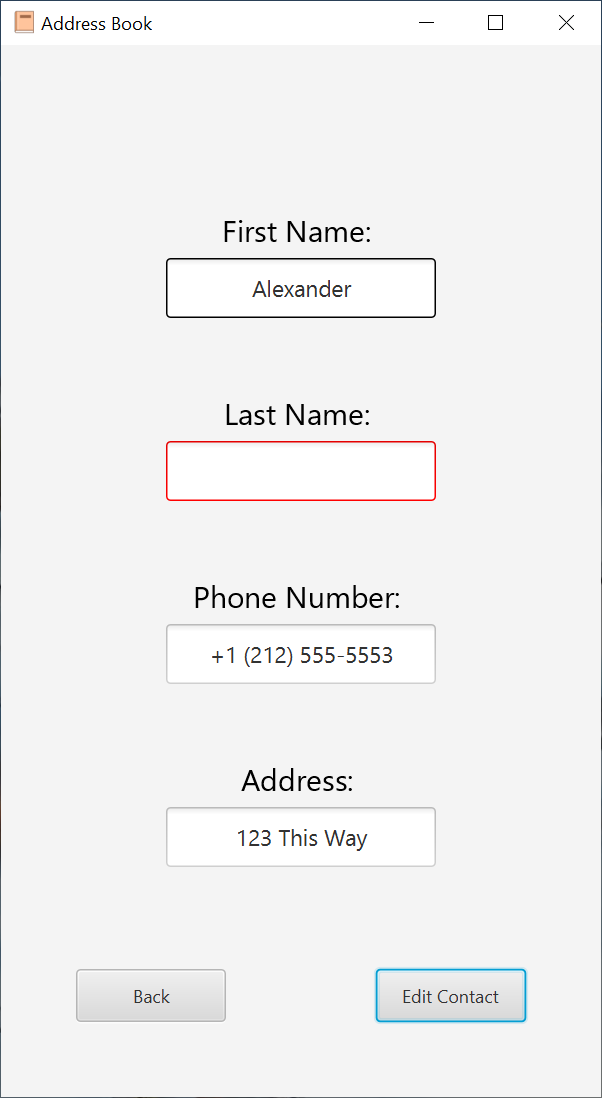 Address Book
First Name:
Alexander
Last Name:
Phone Number:
+1 (212) 555-5553
Address:
123 This Way
Back
Edit Contact